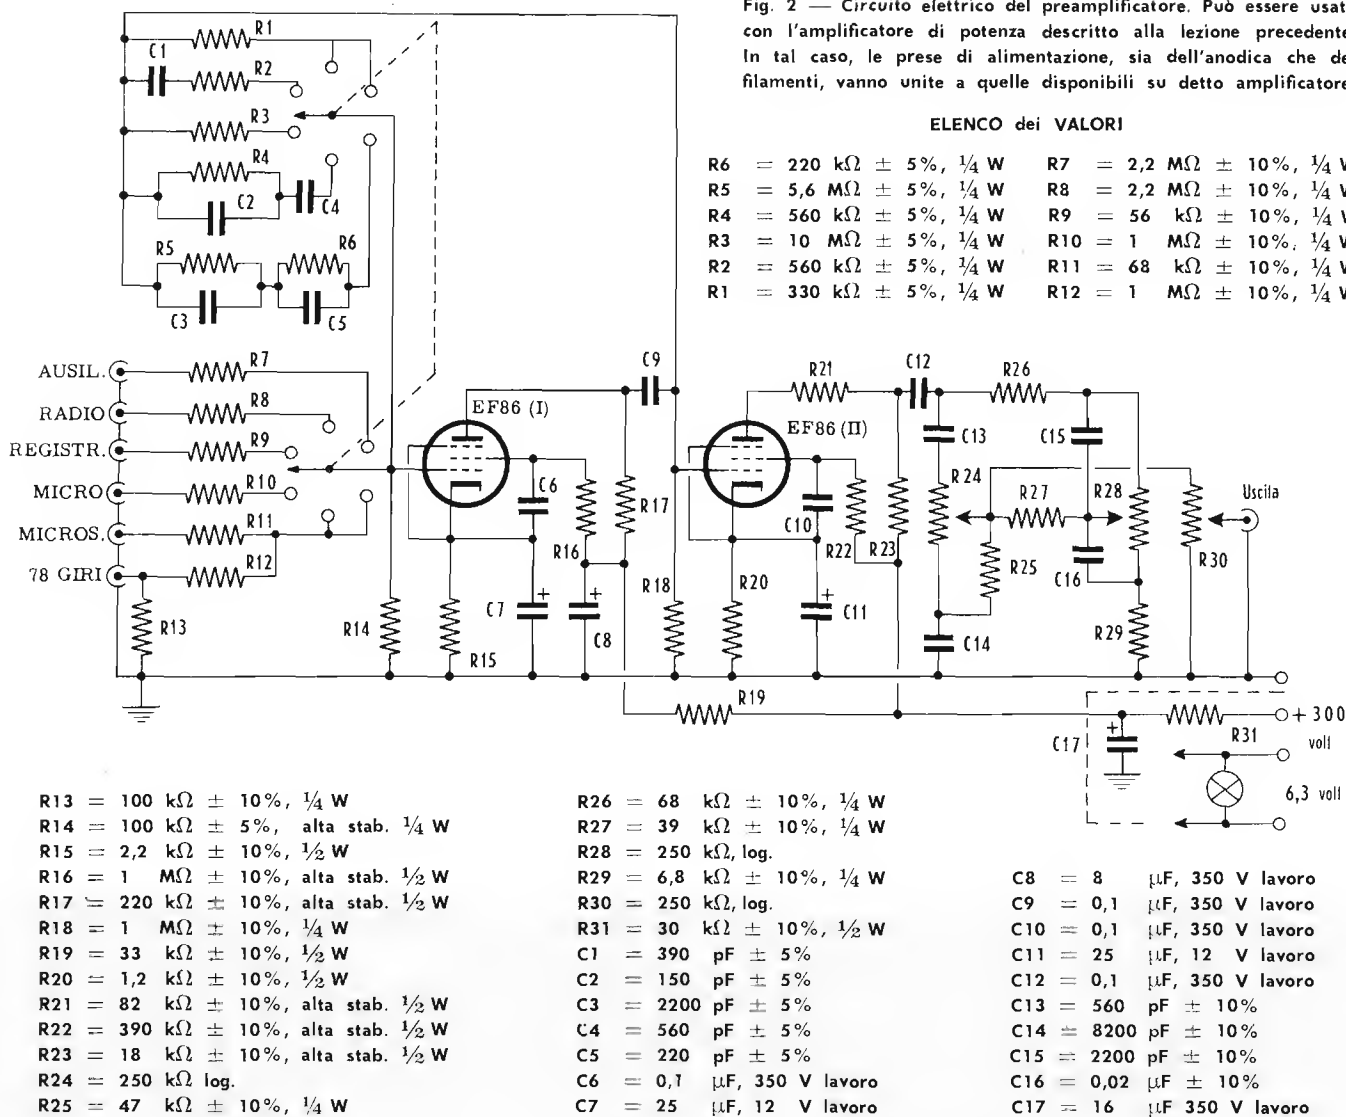 Fig. 2 — Circuito elettrico del preamplificatore. Può essere usat
con l'amplificatore di potenza descritto alla lezione precedente
In tal caso, le prese di alimentazione, sia dell'anodica che de
filamenti, vanno unite a quelle disponibili su detto amplificatore
ELENCO dei VALORI
R6 = 220 kΩ ± 5%, ¼ W
R5 = 5,6 MΩ ± 5%, ¼ W
R4 = 560 kΩ ± 5%, ¼ W
R3 = 10 MΩ ± 5%, ¼ W
R2 = 560 kΩ ± 5%, ¼ W
R1 = 330 kΩ ± 5%, ¼ W
R7 = 2,2 MΩ ± 10%, ¼ W
R8 = 2,2 MΩ ± 10%, ¼ W
R9 = 56 kΩ ± 10%, ¼ W
R10 = 1 MΩ ± 10%, ¼ W
R11 = 68 kΩ ± 10%, ¼ W
R12 = 1 MΩ ± 10%, ¼ W
R1
C1
R2
R3
R4
C2
C4
R5
R6
C3
C5
AUSIL.
R7
RADIO
R8
REGISTR.
R9
MICRO
R10
MICROS.
R11
78 GIRI
R12
R13
R14
EF86 (I)
R15
C6
C7
R16
C8
R17
C9
R18
R19
EF86 (II)
R20
R21
C10
C11
R22
R23
C12
C13
R24
C14
R25
R26
C15
R27
R28
C16
R29
R30
Uscita
C17
R31
+ 300
volt
6,3 volt
R13 = 100 kΩ ± 10%, ¼ W
R14 = 100 kΩ ± 5%, alta stab. ¼ W
R15 = 2,2 kΩ ± 10%, ½ W
R16 = 1 MΩ ± 10%, alta stab. ½ W
R17 = 220 kΩ ± 10%, alta stab. ½ W
R18 = 1 MΩ ± 10%, ¼ W
R19 = 33 kΩ ± 10%, ½ W
R20 = 1,2 kΩ ± 10%, ½ W
R21 = 82 kΩ ± 10%, alta stab. ½ W
R22 = 390 kΩ ± 10%, alta stab. ½ W
R23 = 18 kΩ ± 10%, alta stab. ½ W
R24 = 250 kΩ log.
R25 = 47 kΩ ± 10%, ¼ W
R26 = 68 kΩ ± 10%, ¼ W
R27 = 39 kΩ ± 10%, ¼ W
R28 = 250 kΩ, log.
R29 = 6,8 kΩ ± 10%, ¼ W
R30 = 250 kΩ, log.
R31 = 30 kΩ ± 10%, ½ W
C1 = 390 pF ± 5%
C2 = 150 pF ± 5%
C3 = 2200 pF ± 5%
C4 = 560 pF ± 5%
C5 = 220 pF ± 5%
C6 = 0,1 µF, 350 V lavoro
C7 = 25 µF, 12 V lavoro
C8 = 8 µF, 350 V lavoro
C9 = 0,1 µF, 350 V lavoro
C10 = 0,1 µF, 350 V lavoro
C11 = 25 µF, 12 V lavoro
C12 = 0,1 µF, 350 V lavoro
C13 = 560 pF ± 10%
C14 = 8200 pF ± 10%
C15 = 2200 pF ± 10%
C16 = 0,02 µF ± 10%
C17 = 16 µF 350 V lavoro